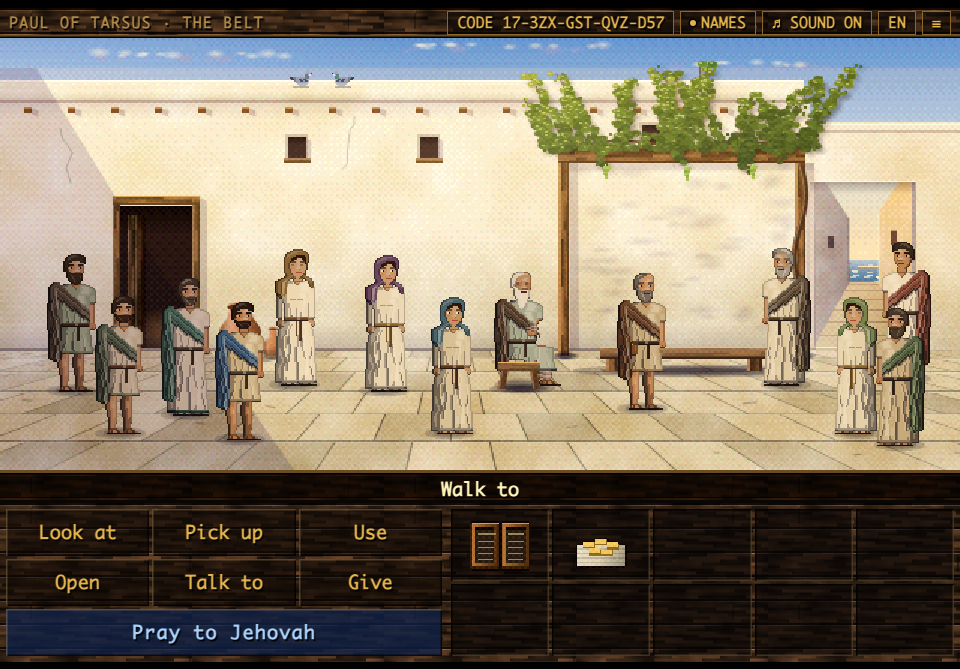 PAUL OF TARSUS · THE BELT
CODE 17-3ZX-GST-QVZ-D57
• NAMES
♬ SOUND ON
EN
≡
Walk to
Look at
Pick up
Use
Open
Talk to
Give
Pray to Jehovah